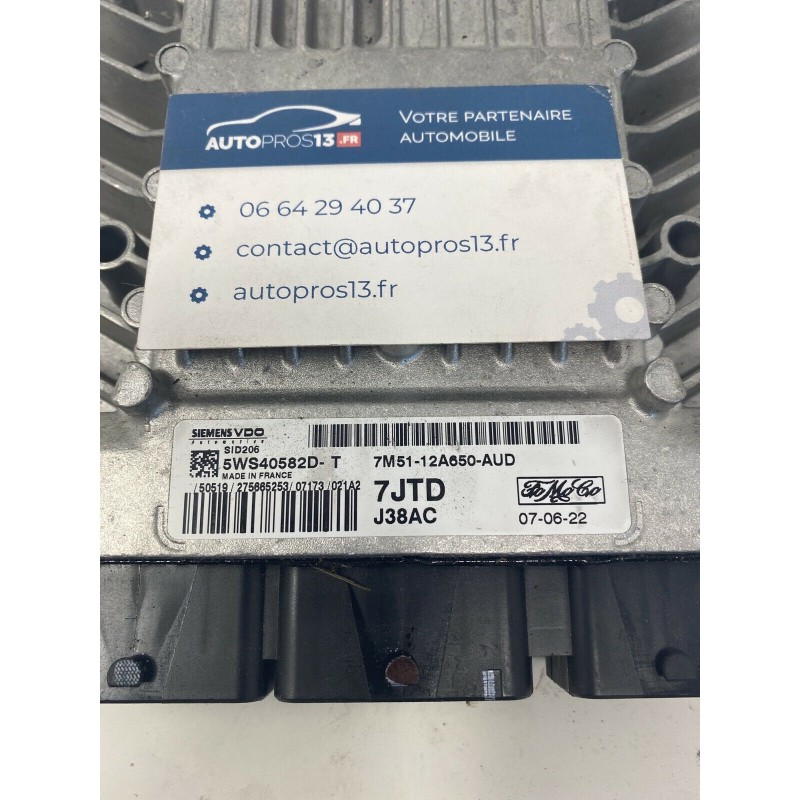 AUTOPROS13.FR
VOTRE PARTENAIRE
AUTOMOBILE
06 64 29 40 37
contact@autopros13.fr
autopros13.fr
SIEMENS VDO
Automotive
SID206
5WS40582D- T
MADE IN FRANCE
/50519 / 275665253/ 07173 /021A2
7M51-12A650-AUD
7JTD
J38AC
FoMoCo
07-06-22